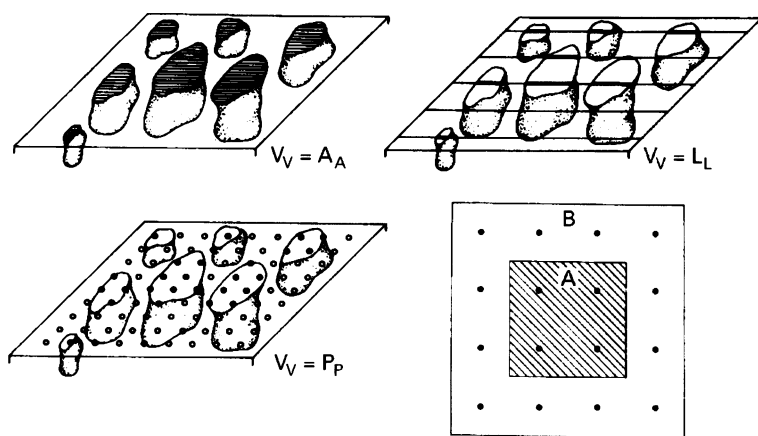 V_V = A_A
V_V = L_L
V_V = P_P
B
A